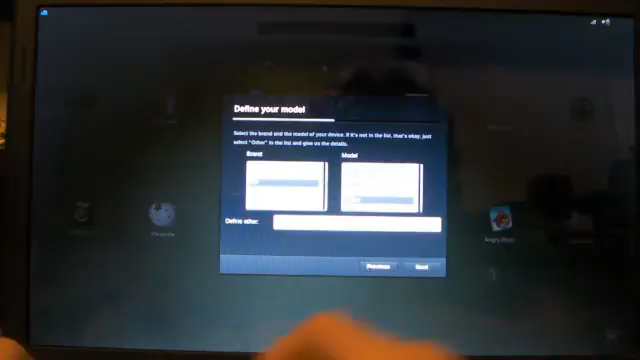 Define your model
Select the brand and the model of your device. If it's not in the list, that's okay, just
select "Other" in the list and give us the details.
Brand
Model
Define other:
Angry Birds
Previous
Next